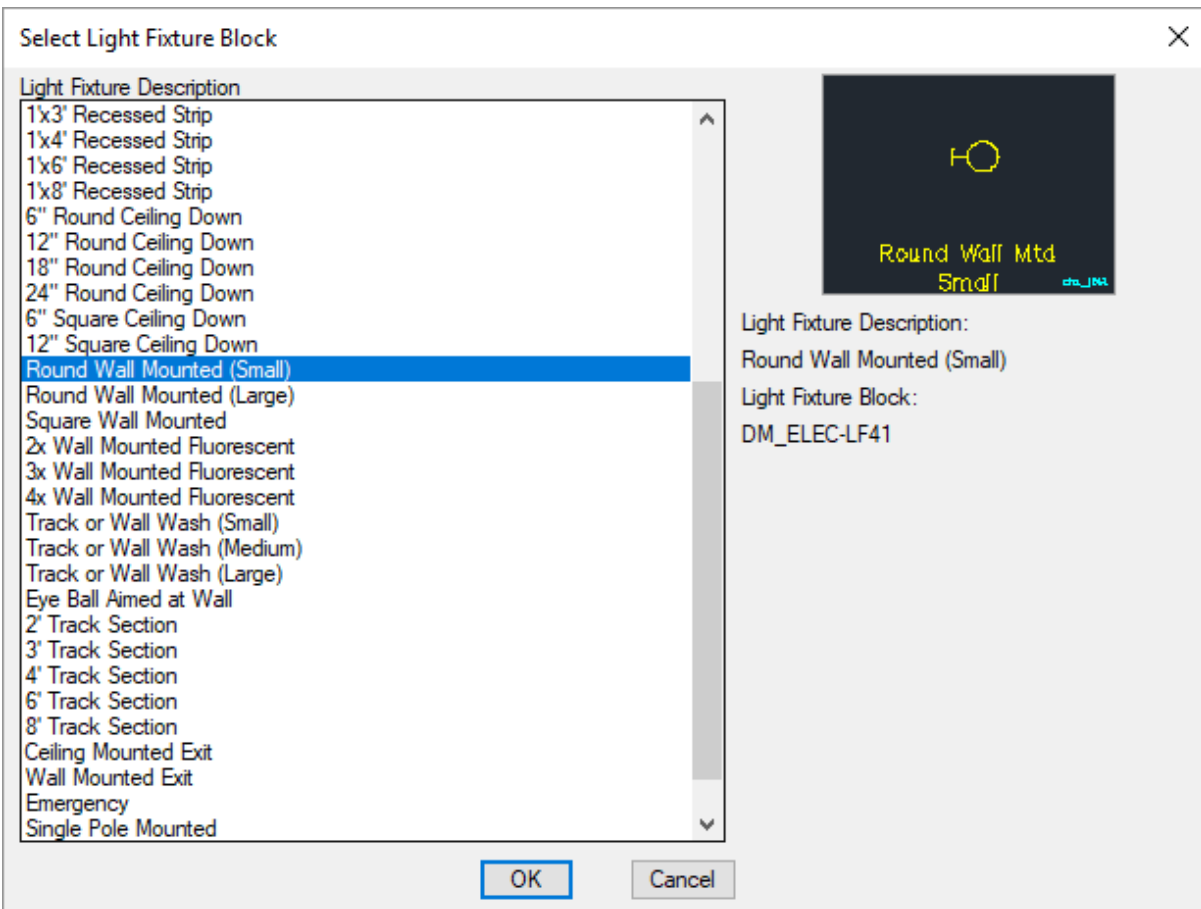 Select Light Fixture Block
Light Fixture Description
1'x3' Recessed Strip
1'x4' Recessed Strip
1'x6' Recessed Strip
1'x8' Recessed Strip
6" Round Ceiling Down
12" Round Ceiling Down
18" Round Ceiling Down
24" Round Ceiling Down
6" Square Ceiling Down
12" Square Ceiling Down
Round Wall Mounted (Small)
Round Wall Mounted (Large)
Square Wall Mounted
2x Wall Mounted Fluorescent
3x Wall Mounted Fluorescent
4x Wall Mounted Fluorescent
Track or Wall Wash (Small)
Track or Wall Wash (Medium)
Track or Wall Wash (Large)
Eye Ball Aimed at Wall
2' Track Section
3' Track Section
4' Track Section
6' Track Section
8' Track Section
Ceiling Mounted Exit
Wall Mounted Exit
Emergency
Single Pole Mounted
Round Wall Mtd
Small
Light Fixture Description:
Round Wall Mounted (Small)
Light Fixture Block:
DM_ELEC-LF41
OK
Cancel